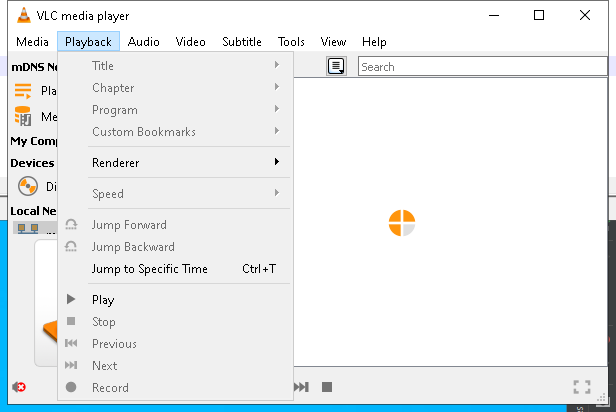 VLC media player
Media Playback Audio Video Subtitle Tools View Help
mDNS Ne
Search
Pla
Me
My Comp
Devices
Di
Local Ne
Title
Chapter
Program
Custom Bookmarks
Renderer
Speed
Jump Forward
Jump Backward
Jump to Specific Time Ctrl+T
Play
Stop
Previous
Next
Record